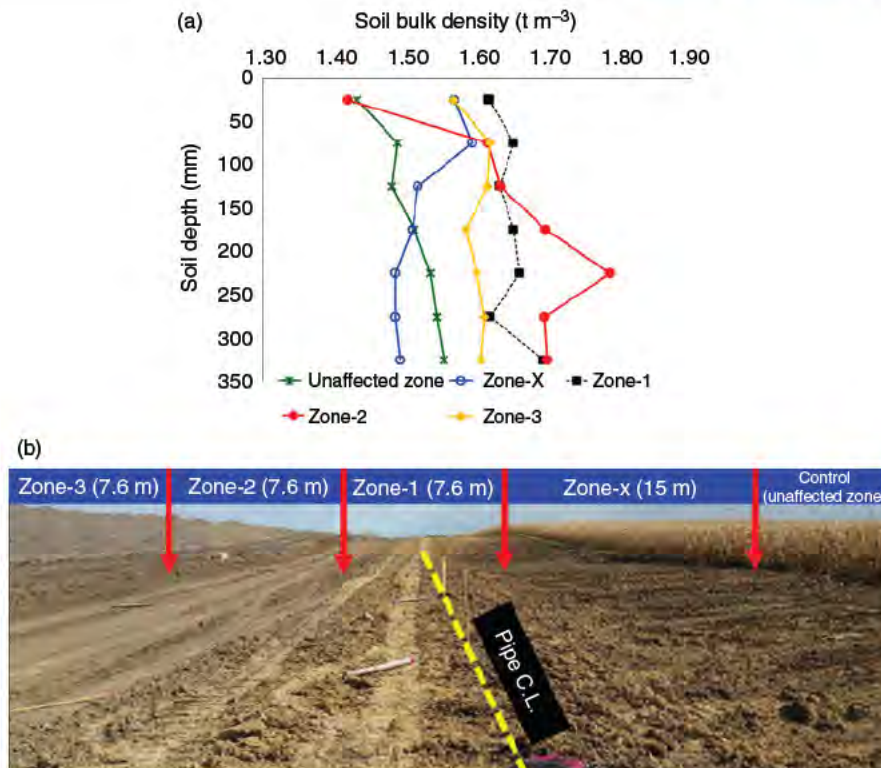 (a)
Soil bulk density (t m⁻³)
1.30 1.40 1.50 1.60 1.70 1.80 1.90
Soil depth (mm)
0
50
100
150
200
250
300
350
Unaffected zone Zone-X Zone-1
Zone-2 Zone-3
(b)
Zone-3 (7.6 m) Zone-2 (7.6 m) Zone-1 (7.6 m) Zone-x (15 m) Control
(unaffected zone
Pipe C.L.